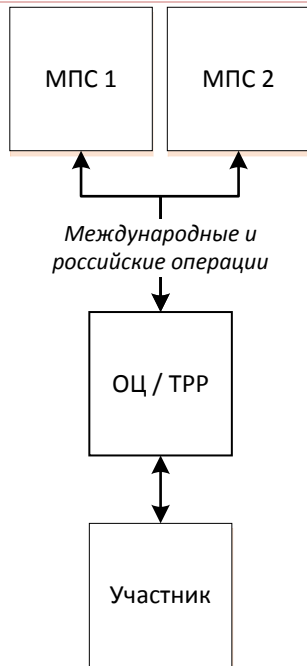 МПС 1
МПС 2
Международные и
российские операции
ОЦ / ТРР
Участник